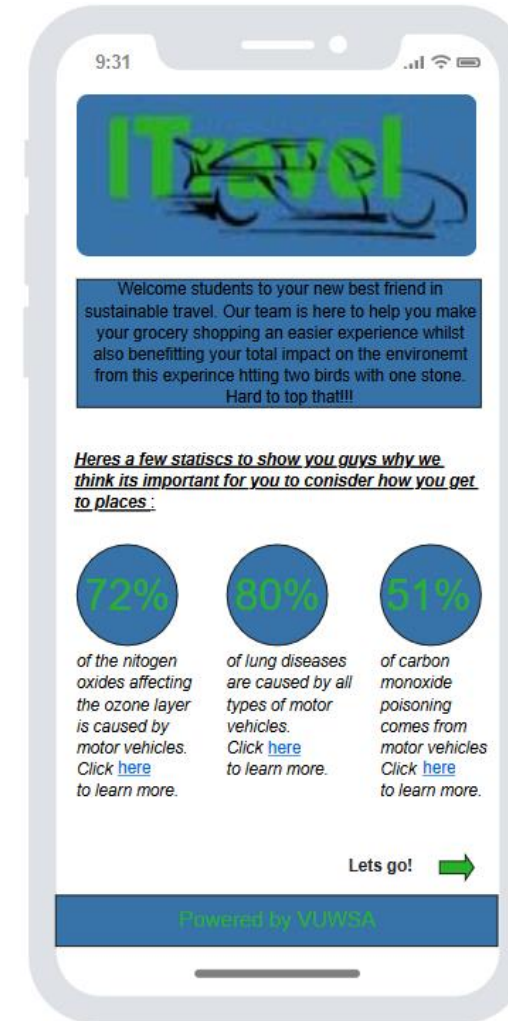 9:31
ITravel
Welcome students to your new best friend in
sustainable travel. Our team is here to help you make
your grocery shopping an easier experience whilst
also benefitting your total impact on the environemt
from this experince htting two birds with one stone.
Hard to top that!!!
Heres a few statiscs to show you guys why we
think its important for you to conisder how you get
to places :
72%
of the nitogen
oxides affecting
the ozone layer
is caused by
motor vehicles.
Click here
to learn more.
80%
of lung diseases
are caused by all
types of motor
vehicles.
Click here
to learn more.
51%
of carbon
monoxide
poisoning
comes from
motor vehicles
Click here
to learn more.
Lets go!
Powered by VUWSA